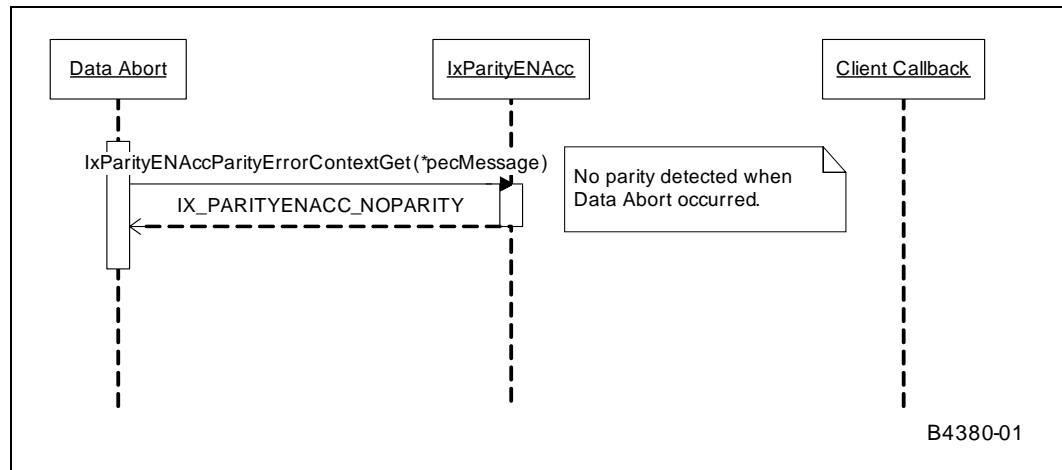 Data Abort
IxParityENAcc
Client Callback
IxParityENAccParityErrorContextGet(*pecMessage)
No parity detected when
Data Abort occurred.
IX_PARITYENACC_NOPARITY
B4380-01